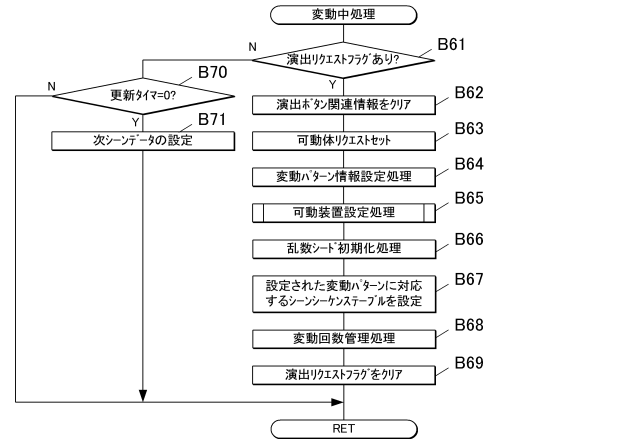 変動中処理
B61
N
演出ﾘｸｴｽﾄﾌﾗｸﾞあり?
Y
B70
N
更新ﾀｲﾏ=0?
Y
B62
演出ﾎﾞﾀﾝ関連情報をｸﾘｱ
B71
次ｼｰﾝﾃﾞｰﾀの設定
B63
可動体ﾘｸｴｽﾄｾｯﾄ
B64
変動ﾊﾟﾀｰﾝ情報設定処理
B65
可動装置設定処理
B66
乱数ｼｰﾄﾞ初期化処理
B67
設定された変動ﾊﾟﾀｰﾝに対応
するｼｰﾝｼｰｹﾝｽﾃｰﾌﾞﾙを設定
B68
変動回数管理処理
B69
演出ﾘｸｴｽﾄﾌﾗｸﾞをｸﾘｱ
RET